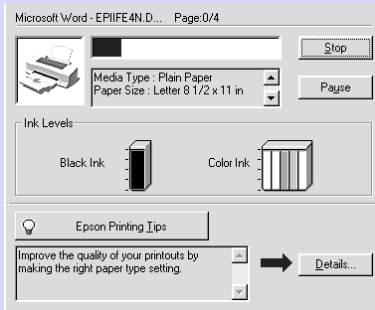 Microsoft Word - EPIIFE4N.D... Page:0/4
Stop
Media Type : Plain Paper
Paper Size : Letter 8 1/2 x 11 in
Pause
Ink Levels
Black Ink
Color Ink
Epson Printing Tips
Improve the quality of your printouts by
making the right paper type setting.
Details...